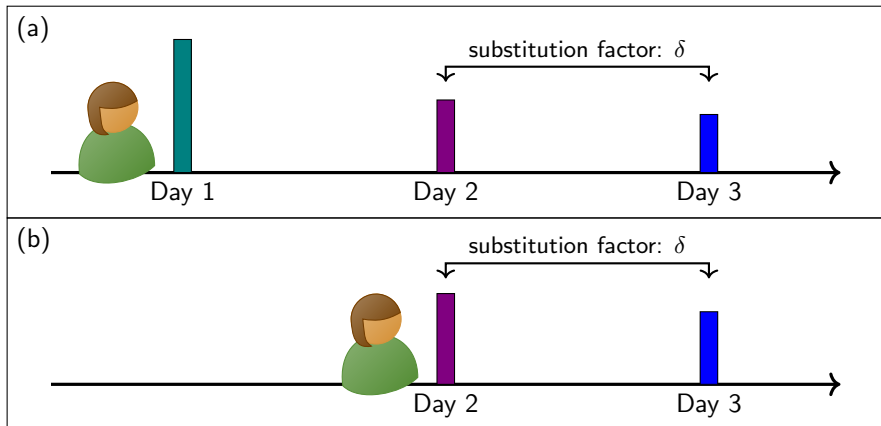 (a)
substitution factor: δ
Day 1
Day 2
Day 3
(b)
substitution factor: δ
Day 2
Day 3